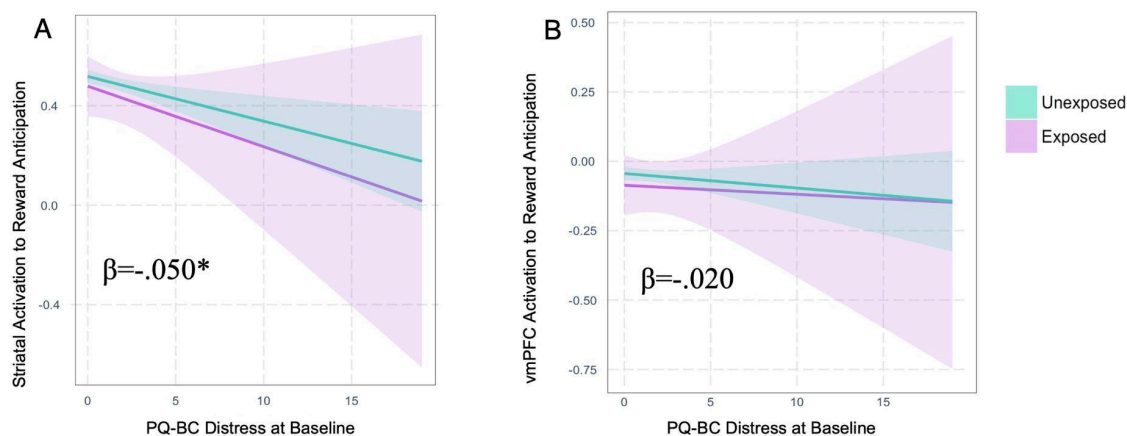 A
Striatal Activation to Reward Anticipation
0.4
0.0
-0.4
β=-.050*
0
5
10
15
PQ-BC Distress at Baseline
B
vmPFC Activation to Reward Anticipation
0.50
0.25
0.00
-0.25
-0.50
-0.75
β=-.020
0
5
10
15
PQ-BC Distress at Baseline
Unexposed
Exposed